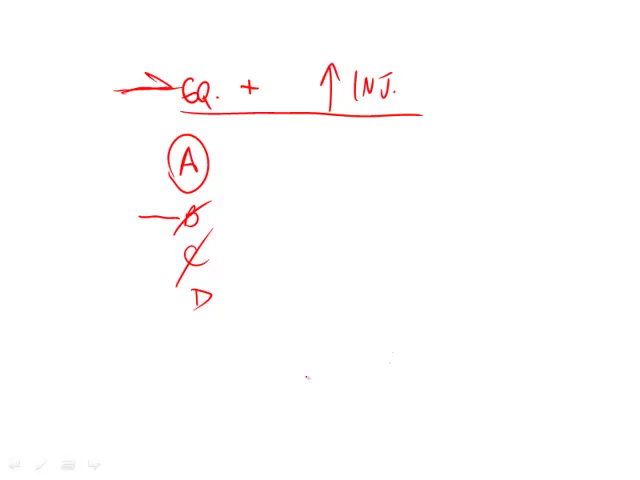 → EQ. + ↑ INJ.
A
B
C
D